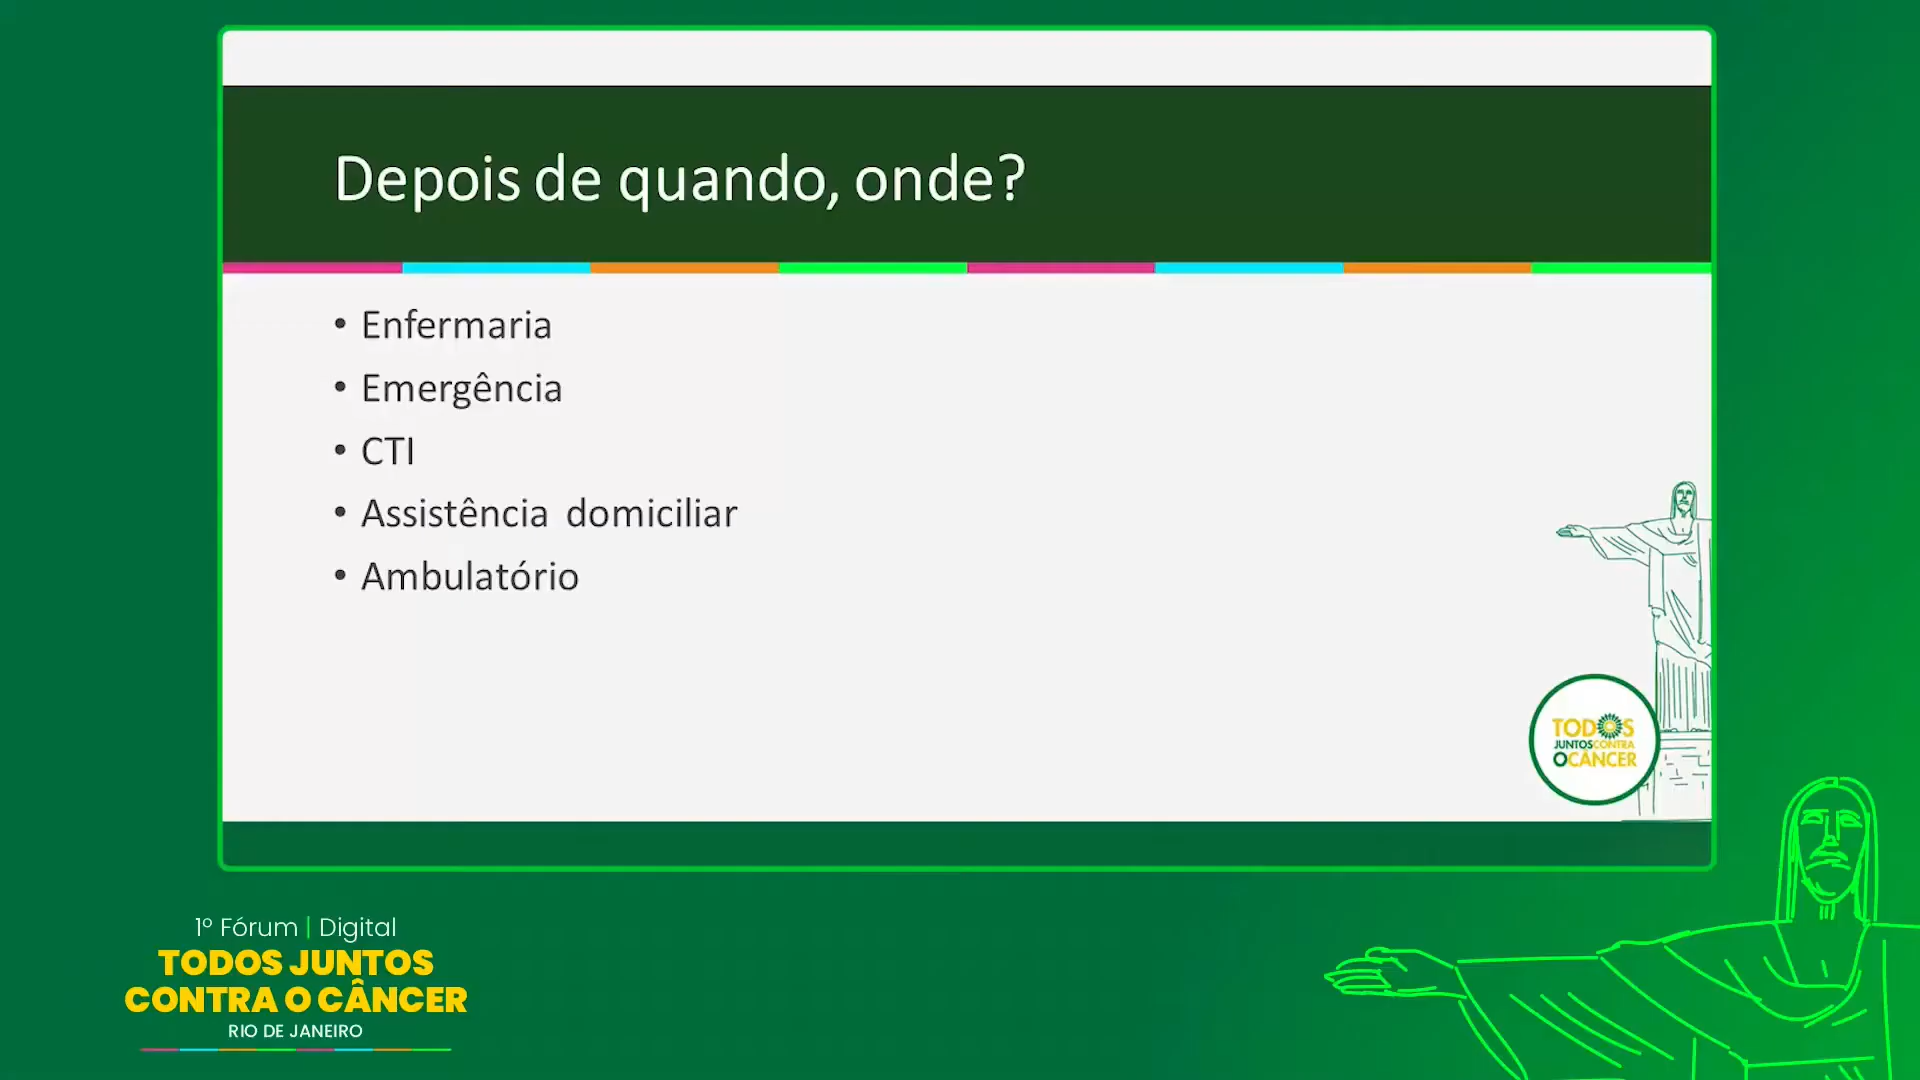 Depois de quando, onde?
• Enfermaria
• Emergência
• CTI
• Assistência domiciliar
• Ambulatório
TODOS
JUNTOS CONTRA
O CÂNCER
1º Fórum | Digital
TODOS JUNTOS
CONTRA O CÂNCER
RIO DE JANEIRO